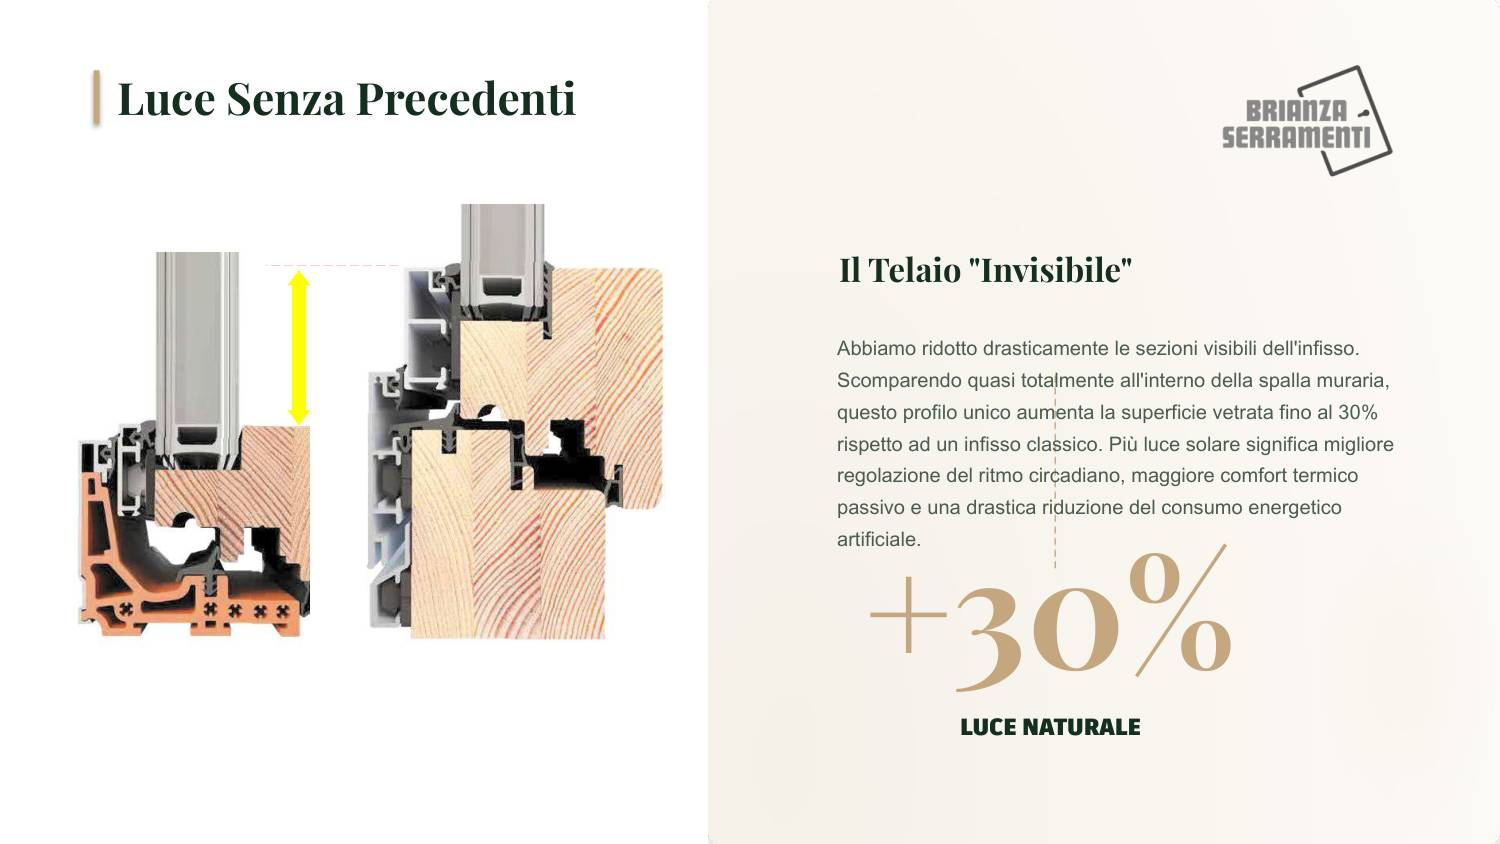 Luce Senza Precedenti
BRIANZA
SERRAMENTI
Il Telaio "Invisibile"
Abbiamo ridotto drasticamente le sezioni visibili dell'infisso.
Scomparendo quasi totalmente all'interno della spalla muraria,
questo profilo unico aumenta la superficie vetrata fino al 30%
rispetto ad un infisso classico. Più luce solare significa migliore
regolazione del ritmo circadiano, maggiore comfort termico
passivo e una drastica riduzione del consumo energetico
artificiale.
+30%
LUCE NATURALE